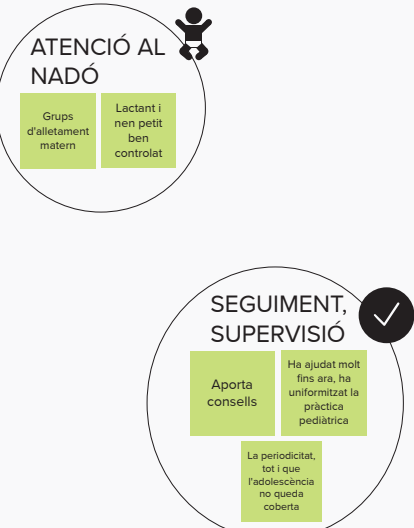 ATENCIÓ AL
NADÓ
Grups
d'alletament
matern
Lactant i
nen petit
ben
controlat
SEGUIMENT,
SUPERVISIÓ
Aporta
consells
Ha ajudat molt
fins ara, ha
uniformitzat la
pràctica
pediàtrica
La periodicitat,
tot i que
l'adolescència
no queda
coberta